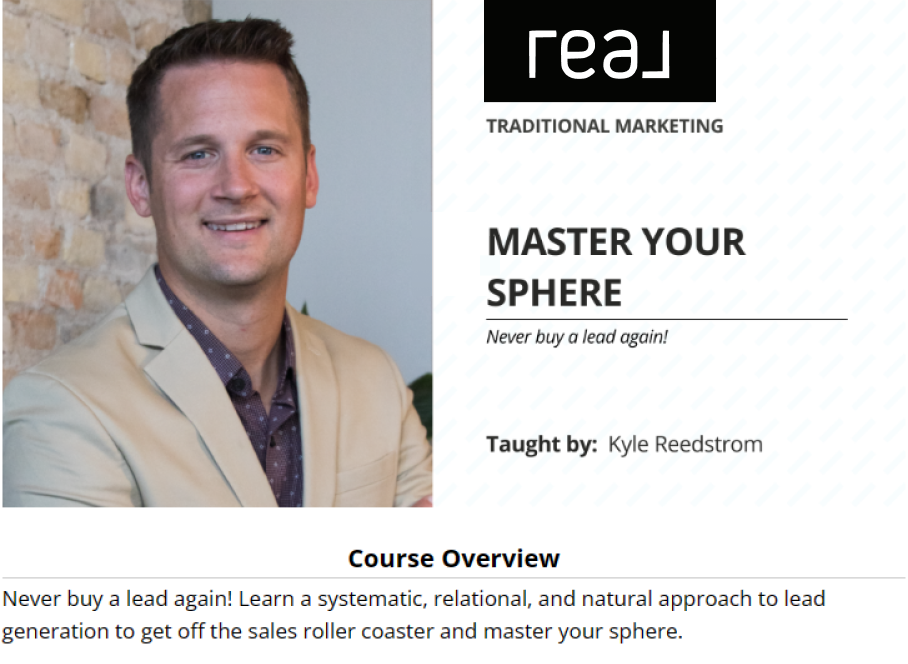 real
TRADITIONAL MARKETING
MASTER YOUR
SPHERE
Never buy a lead again!
Taught by: Kyle Reedstrom
Course Overview
Never buy a lead again! Learn a systematic, relational, and natural approach to lead
generation to get off the sales roller coaster and master your sphere.